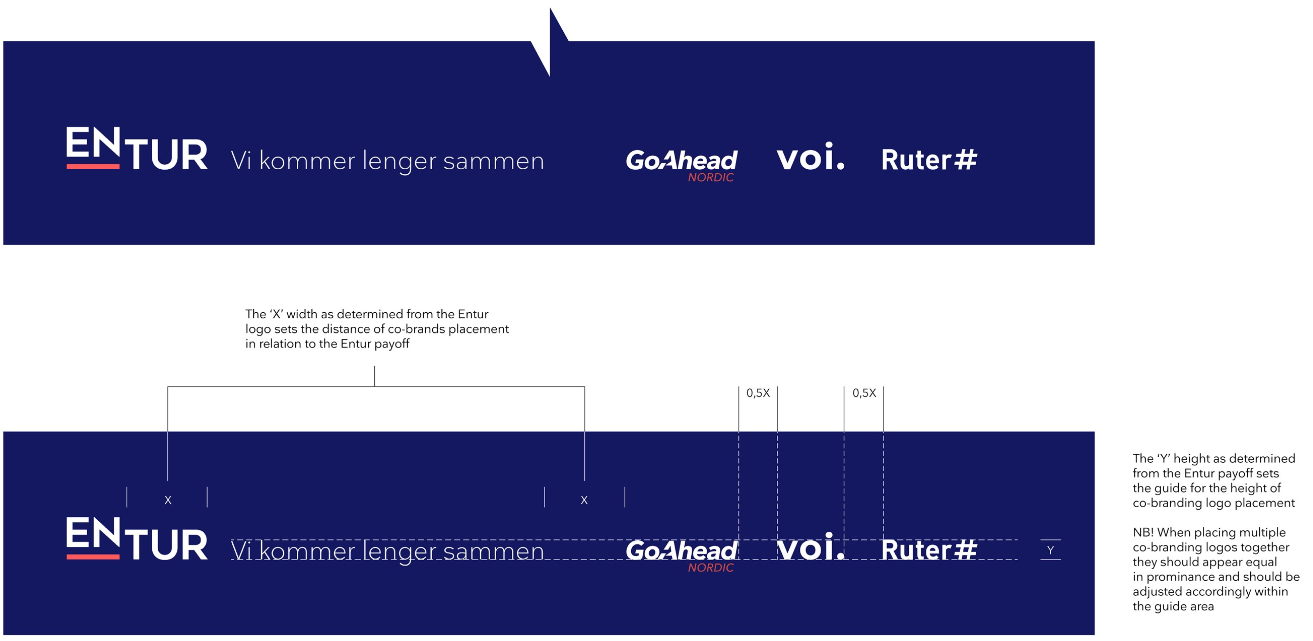 ENTUR Vi kommer lenger sammen GoAhead voi. Ruter#
NORDIC
The ‘X’ width as determined from the Entur
logo sets the distance of co-brands placement
in relation to the Entur payoff
0,5X 0,5X
X X
ENTUR Vi kommer lenger sammen GoAhead voi. Ruter# Y
NORDIC
The ‘Y’ height as determined
from the Entur payoff sets
the guide for the height of
co-branding logo placement
NB! When placing multiple
co-branding logos together
they should appear equal
in prominance and should be
adjusted accordingly within
the guide area